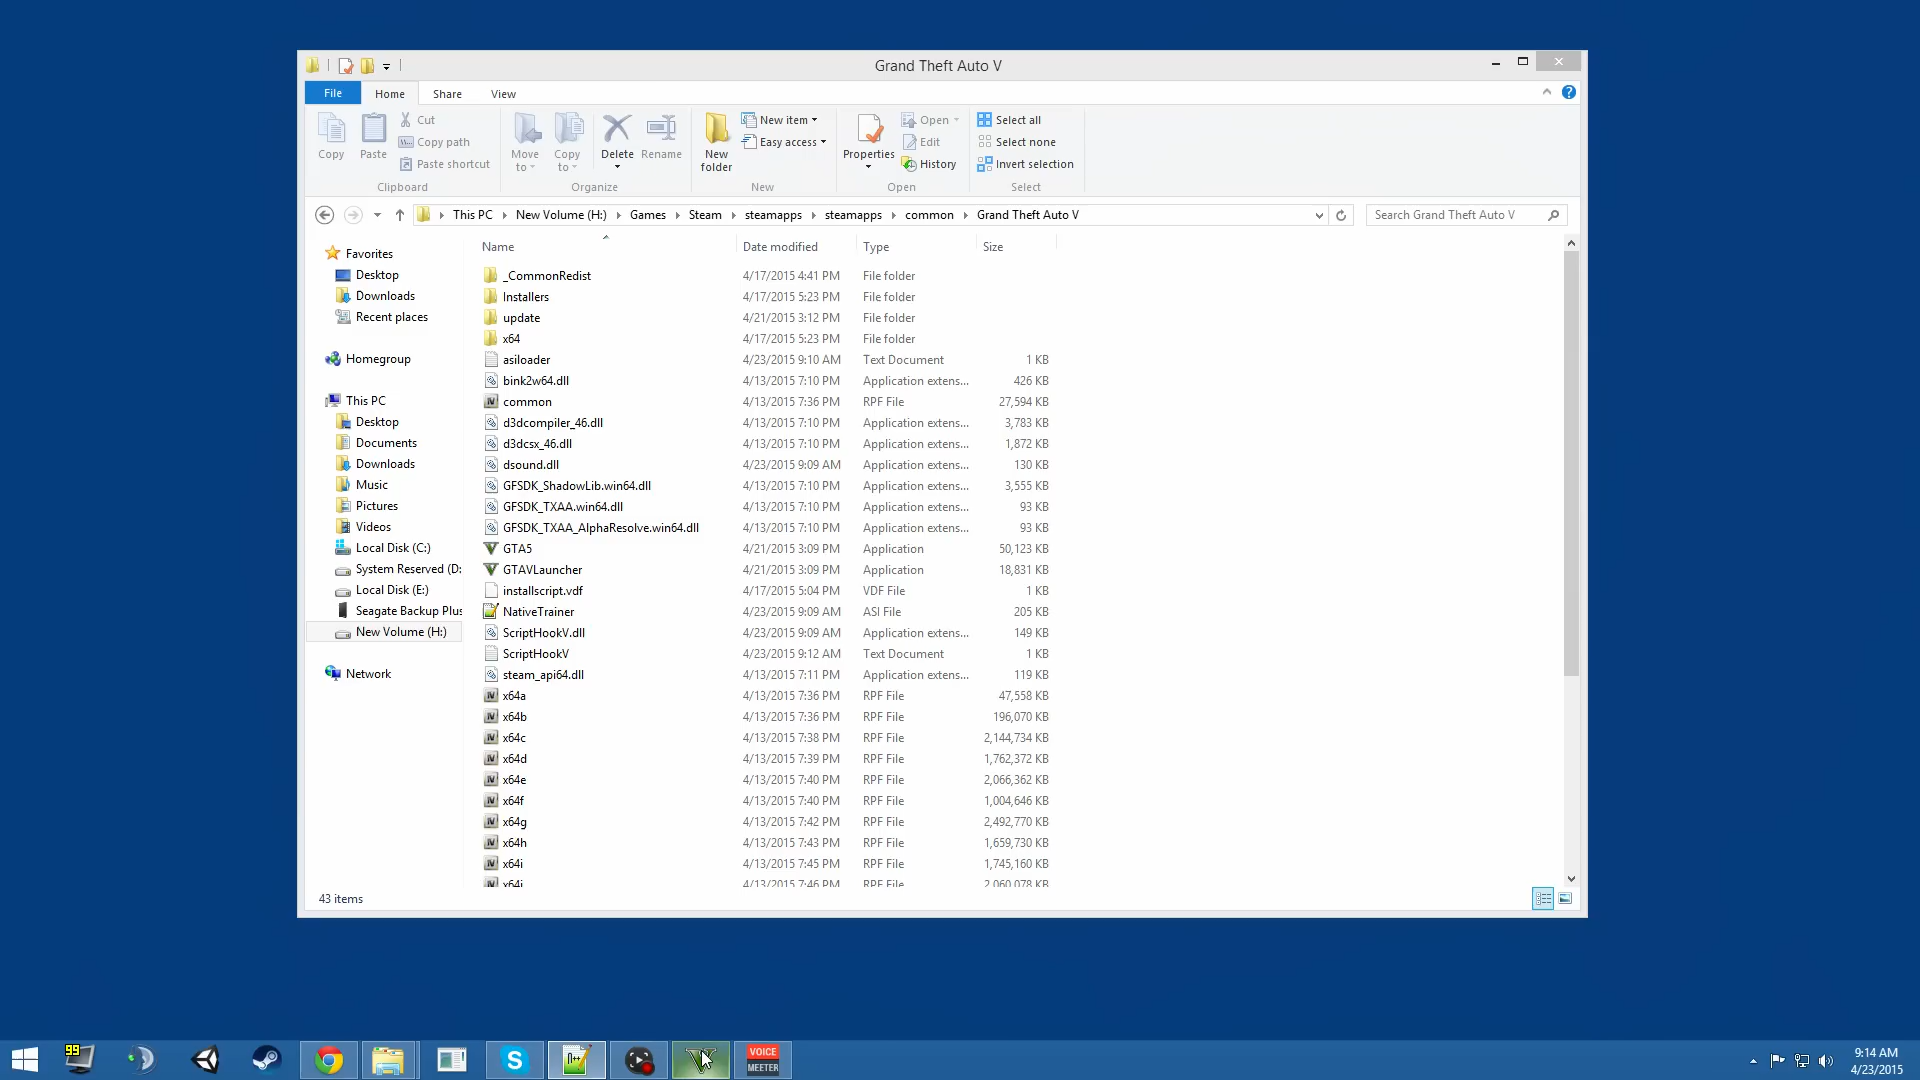 Grand Theft Auto V
File Home Share View
Copy
Paste
Cut
Copy path
Paste shortcut
Clipboard
Move to
Copy to
Delete
Rename
Organize
New folder
New item
Easy access
New
Properties
Open
Edit
History
Open
Select all
Select none
Invert selection
Select
This PC New Volume (H:) Games Steam steamapps steamapps common Grand Theft Auto V
Search Grand Theft Auto V
Favorites
Desktop
Downloads
Recent places
Homegroup
This PC
Desktop
Documents
Downloads
Music
Pictures
Videos
Local Disk (C:)
System Reserved (D:
Local Disk (E:)
Seagate Backup Plus
New Volume (H:)
Network
Name Date modified Type Size
_CommonRedist 4/17/2015 4:41 PM File folder
Installers 4/17/2015 5:23 PM File folder
update 4/21/2015 3:12 PM File folder
x64 4/17/2015 5:23 PM File folder
asiloader 4/23/2015 9:10 AM Text Document 1 KB
bink2w64.dll 4/13/2015 7:10 PM Application extens... 426 KB
common 4/13/2015 7:36 PM RPF File 27,594 KB
d3dcompiler_46.dll 4/13/2015 7:10 PM Application extens... 3,783 KB
d3dcsx_46.dll 4/13/2015 7:10 PM Application extens... 1,872 KB
dsound.dll 4/23/2015 9:09 AM Application extens... 130 KB
GFSDK_ShadowLib.win64.dll 4/13/2015 7:10 PM Application extens... 3,555 KB
GFSDK_TXAA.win64.dll 4/13/2015 7:10 PM Application extens... 93 KB
GFSDK_TXAA_AlphaResolve.win64.dll 4/13/2015 7:10 PM Application extens... 93 KB
GTA5 4/21/2015 3:09 PM Application 50,123 KB
GTAVLauncher 4/21/2015 3:09 PM Application 18,831 KB
installscript.vdf 4/17/2015 5:04 PM VDF File 1 KB
NativeTrainer 4/23/2015 9:09 AM ASI File 205 KB
ScriptHookV.dll 4/23/2015 9:09 AM Application extens... 149 KB
ScriptHookV 4/23/2015 9:12 AM Text Document 1 KB
steam_api64.dll 4/13/2015 7:11 PM Application extens... 119 KB
x64a 4/13/2015 7:36 PM RPF File 47,558 KB
x64b 4/13/2015 7:36 PM RPF File 196,070 KB
x64c 4/13/2015 7:38 PM RPF File 2,144,734 KB
x64d 4/13/2015 7:39 PM RPF File 1,762,372 KB
x64e 4/13/2015 7:40 PM RPF File 2,066,362 KB
x64f 4/13/2015 7:40 PM RPF File 1,004,646 KB
x64g 4/13/2015 7:42 PM RPF File 2,492,770 KB
x64h 4/13/2015 7:43 PM RPF File 1,659,730 KB
x64i 4/13/2015 7:45 PM RPF File 1,745,160 KB
x64j 4/13/2015 7:46 PM RPF File 2,060,078 KB
43 items
99
VOICE
MEETER
9:14 AM
4/23/2015